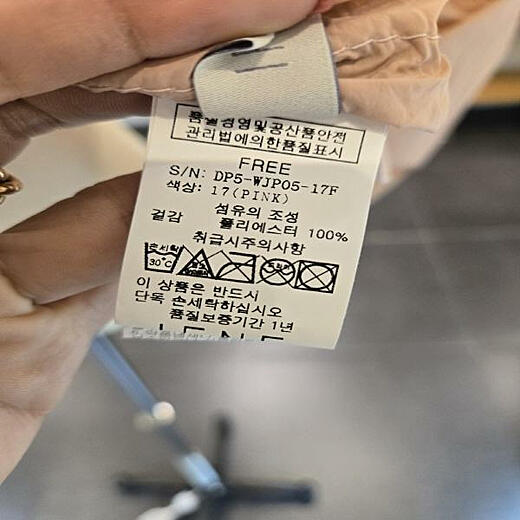 품질경영및공산품안전
관리법에의한품질표시
FREE
S/N: DP5-WJP05-17F
색상: 17(PINK)
섬유의 조성
겉감 폴리에스터 100%
취급시주의사항
손세탁
30℃
이 상품은 반드시
단독 손세탁하십시오
품질보증기간 1년